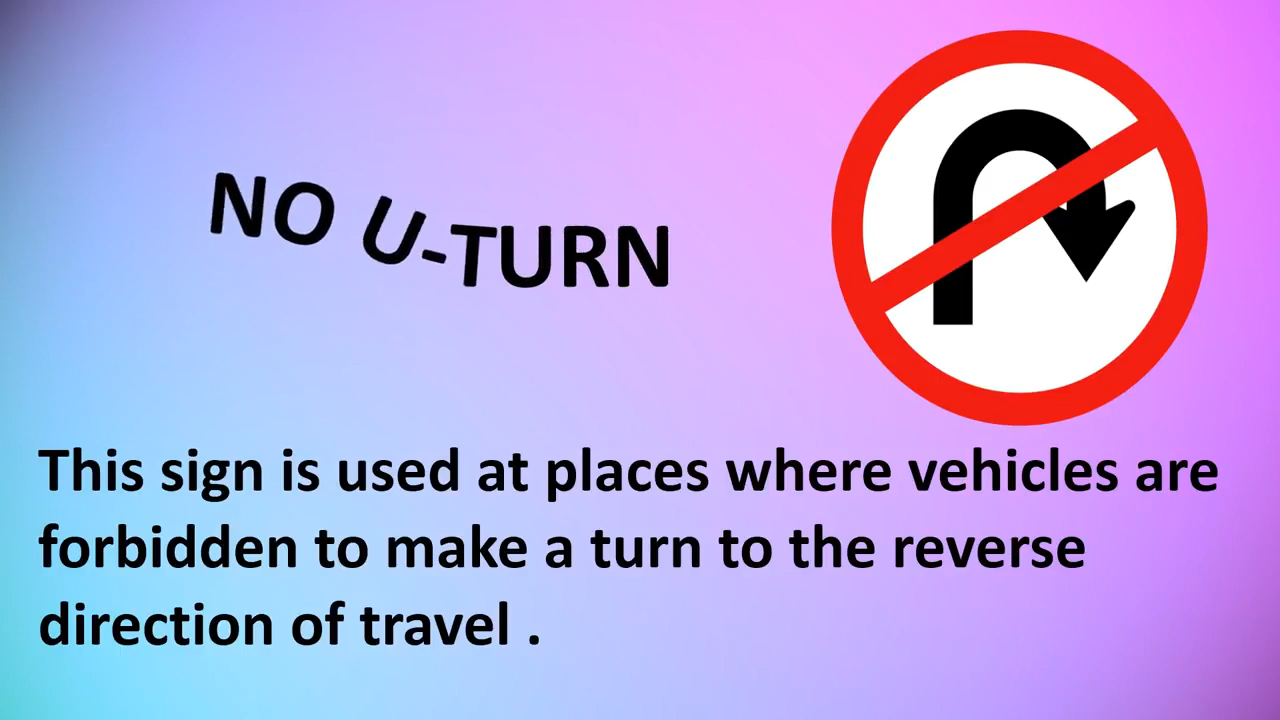 NO U-TURN
This sign is used at places where vehicles are
forbidden to make a turn to the reverse
direction of travel .